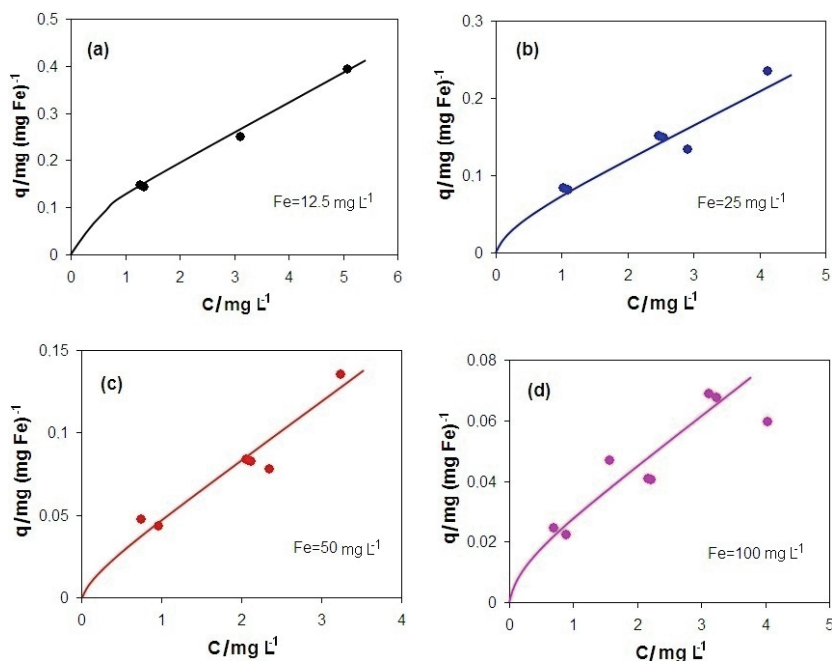 (a)
q/mg (mg Fe)⁻¹
0.5
0.4
0.3
0.2
0.1
0
0 1 2 3 4 5 6
C/mg L⁻¹
Fe=12.5 mg L⁻¹
(b)
q/mg (mg Fe)⁻¹
0.3
0.2
0.1
0
0 1 2 3 4 5
C/mg L⁻¹
Fe=25 mg L⁻¹
(c)
q/mg (mg Fe)⁻¹
0.15
0.1
0.05
0
0 1 2 3 4
C/mg L⁻¹
Fe=50 mg L⁻¹
(d)
q/mg (mg Fe)⁻¹
0.08
0.06
0.04
0.02
0
0 1 2 3 4 5
C/mg L⁻¹
Fe=100 mg L⁻¹